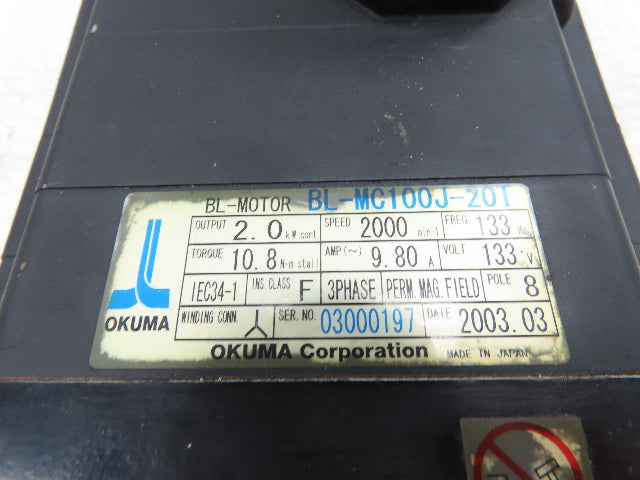 BL-MOTOR BL-MC100J-20T
OUTPUT 2.0 kW cont SPEED 2000 min-1 FREQ. 133 Hz
TORQUE 10.8 N-m stall AMP(~) 9.80 A VOLT 133 V
IEC34-1 INS.CLASS F 3PHASE PERM.MAG.FIELD POLE 8
WINDING CONN. SER.NO. 03000197 DATE 2003.03
OKUMA
OKUMA Corporation MADE IN JAPAN